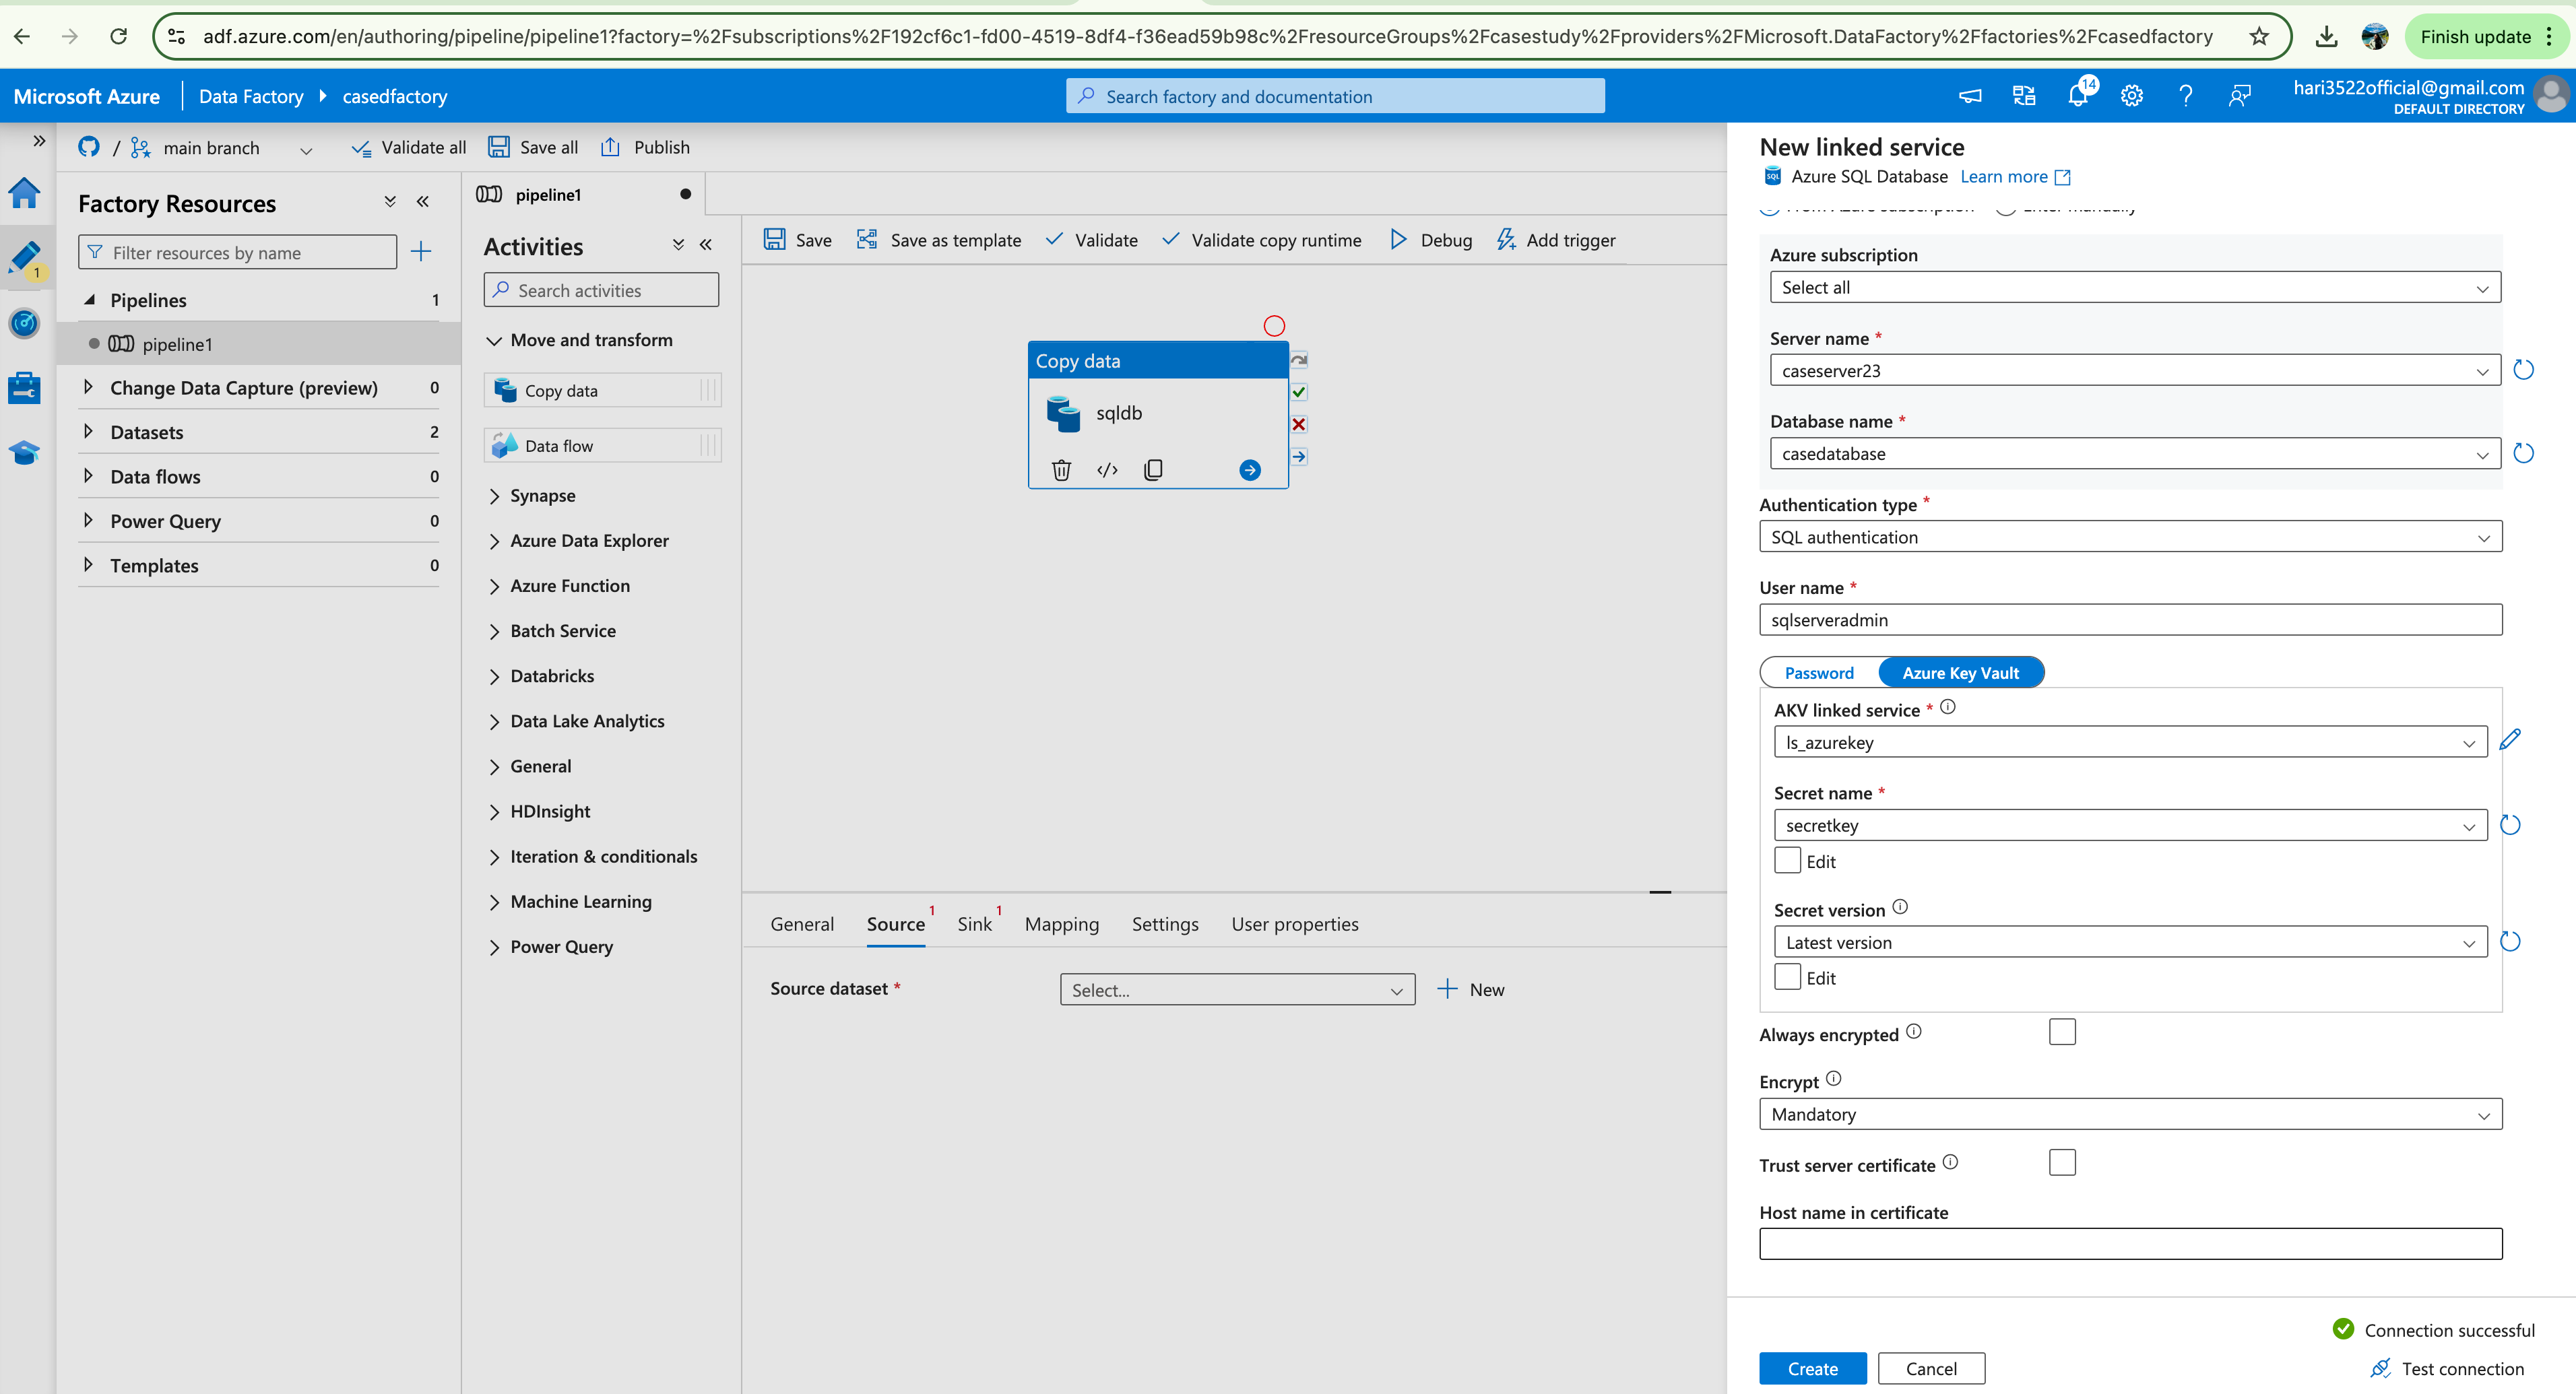 adf.azure.com/en/authoring/pipeline/pipeline1?factory=%2Fsubscriptions%2F192cf6c1-fd00-4519-8df4-f36ead59b98c%2FresourceGroups%2Fcasestudy%2Fproviders%2FMicrosoft.DataFactory%2Ffactories%2Fcasedfactory
Finish update
Microsoft Azure
Data Factory
casedfactory
Search factory and documentation
14
hari3522official@gmail.com
DEFAULT DIRECTORY
/ main branch
Validate all
Save all
Publish
1
Factory Resources
Filter resources by name
Pipelines 1
pipeline1
Change Data Capture (preview) 0
Datasets 2
Data flows 0
Power Query 0
Templates 0
pipeline1
Activities
Search activities
Move and transform
Copy data
Data flow
Synapse
Azure Data Explorer
Azure Function
Batch Service
Databricks
Data Lake Analytics
General
HDInsight
Iteration & conditionals
Machine Learning
Power Query
Save
Save as template
Validate
Validate copy runtime
Debug
Add trigger
Copy data
sqldb
General
Source 1
Sink 1
Mapping
Settings
User properties
Source dataset *
Select...
New
New linked service
SQL
Azure SQL Database Learn more
From Azure subscription Enter manually
Azure subscription
Select all
Server name *
caseserver23
Database name *
casedatabase
Authentication type *
SQL authentication
User name *
sqlserveradmin
Password
Azure Key Vault
AKV linked service *
ls_azurekey
Secret name *
secretkey
Edit
Secret version
Latest version
Edit
Always encrypted
Encrypt
Mandatory
Trust server certificate
Host name in certificate
Connection successful
Create
Cancel
Test connection